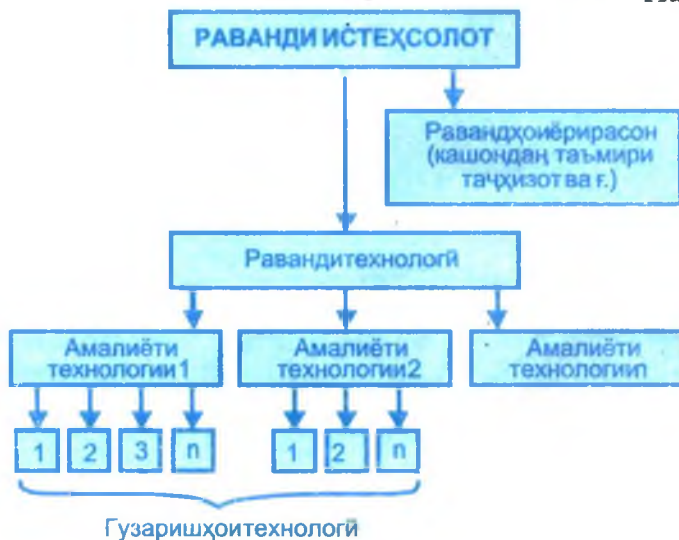 РАВАНДИ ИСТЕҲСОЛОТ
Равандҳоиёрирасон
(кашондан таъмири
таҷҳизот ва ғ.)
Равандитехнологӣ
Амалиёти
технологии1
Амалиёти
технологии2
Амалиёти
технологииn
1 2 3 n
1 2 n
Гузаришҳоитехнологӣ